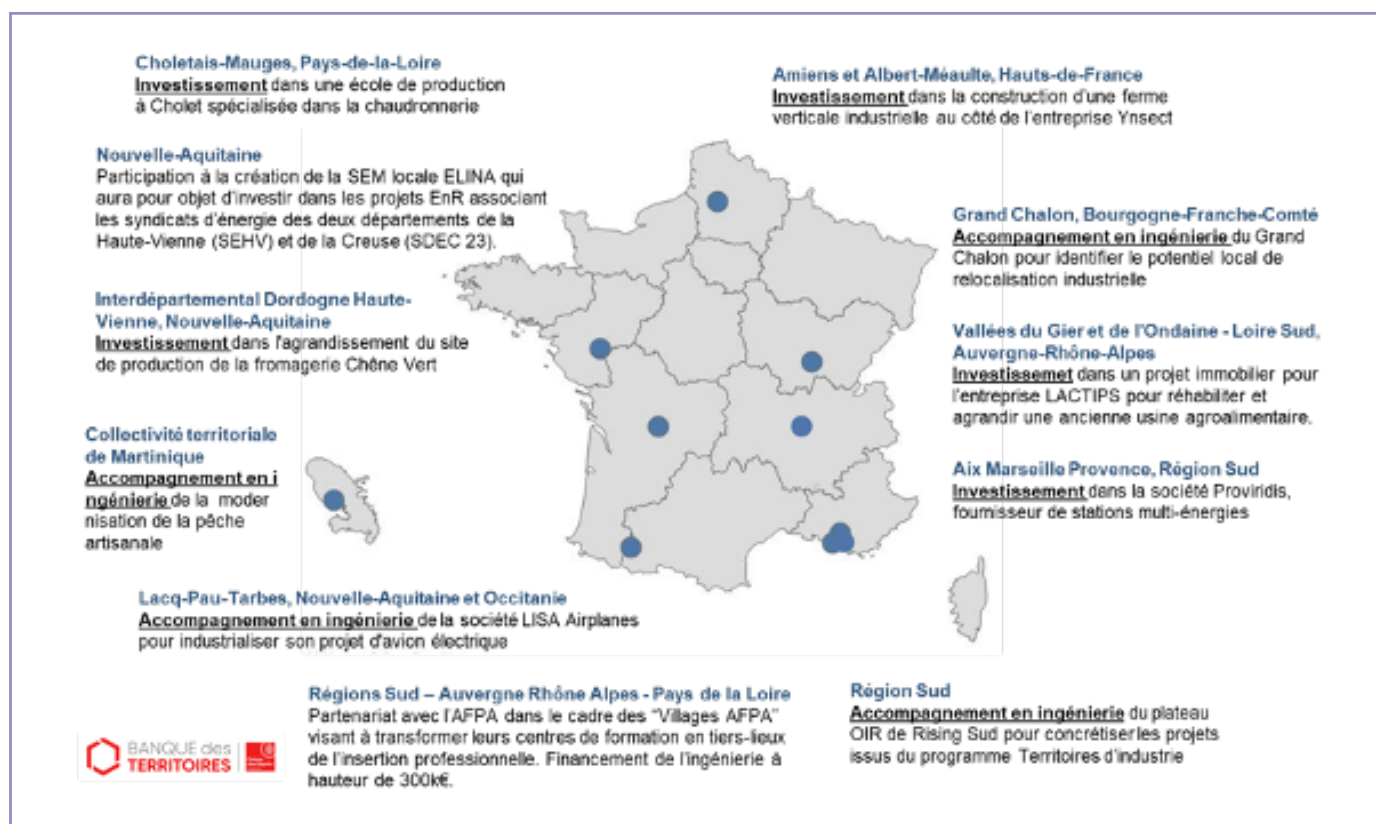 Choletais-Mauges, Pays-de-la-Loire
Investissement dans une école de production
à Cholet spécialisée dans la chaudronnerie
Amiens et Albert-Méaulte, Hauts-de-France
Investissement dans la construction d'une ferme
verticale industrielle au côté de l'entreprise Ynsect
Nouvelle-Aquitaine
Participation à la création de la SEM locale ELINA qui
aura pour objet d'investir dans les projets EnR associant
les syndicats d'énergie des deux départements de la
Haute-Vienne (SEHV) et de la Creuse (SDEC 23).
Grand Chalon, Bourgogne-Franche-Comté
Accompagnement en ingénierie du Grand
Chalon pour identifier le potentiel local de
relocalisation industrielle
Interdépartemental Dordogne Haute-
Vienne, Nouvelle-Aquitaine
Investissement dans l'agrandissement du site
de production de la fromagerie Chêne Vert
Vallées du Gier et de l'Ondaine - Loire Sud,
Auvergne-Rhône-Alpes
Investissemet dans un projet immobilier pour
l'entreprise LACTIPS pour réhabiliter et
agrandir une ancienne usine agroalimentaire.
Collectivité territoriale
de Martinique
Accompagnement en i
ngénierie de la moder
nisation de la pêche
artisanale
Aix Marseille Provence, Région Sud
Investissement dans la société Proviridis,
fournisseur de stations multi-énergies
Lacq-Pau-Tarbes, Nouvelle-Aquitaine et Occitanie
Accompagnement en ingénierie de la société LISA Airplanes
pour industrialiser son projet d'avion électrique
Régions Sud – Auvergne Rhône Alpes - Pays de la Loire
Partenariat avec l'AFPA dans le cadre des "Villages AFPA"
visant à transformer leurs centres de formation en tiers-lieux
de l'insertion professionnelle. Financement de l'ingénierie à
hauteur de 300k€.
Région Sud
Accompagnement en ingénierie du plateau
OIR de Rising Sud pour concrétiser les projets
issus du programme Territoires d'industrie
BANQUE des
TERRITOIRES